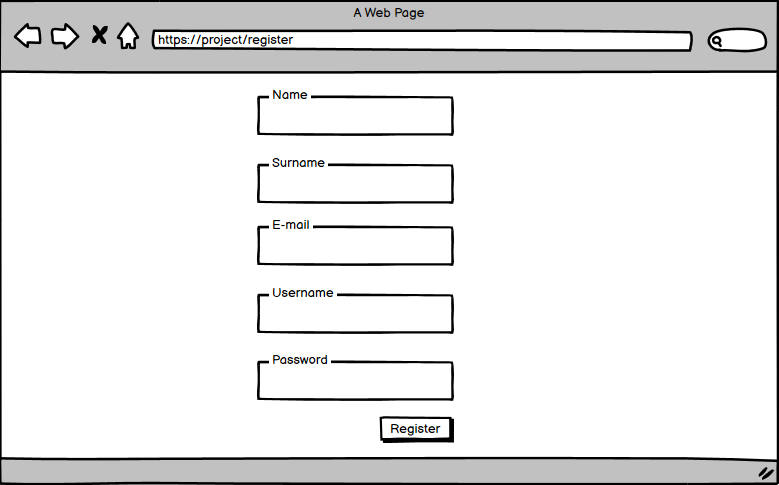 A Web Page
https://project/register
Name
Surname
E-mail
Username
Password
Register